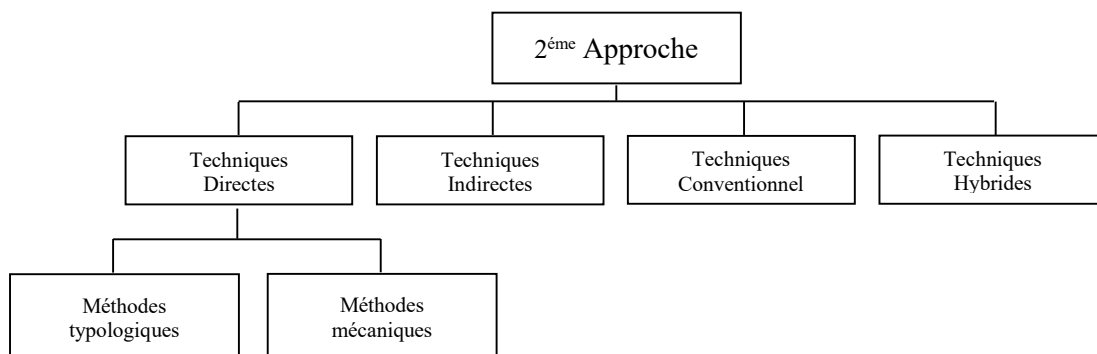 2éme Approche
Techniques
Directes
Techniques
Indirectes
Techniques
Conventionnel
Techniques
Hybrides
Méthodes
typologiques
Méthodes
mécaniques